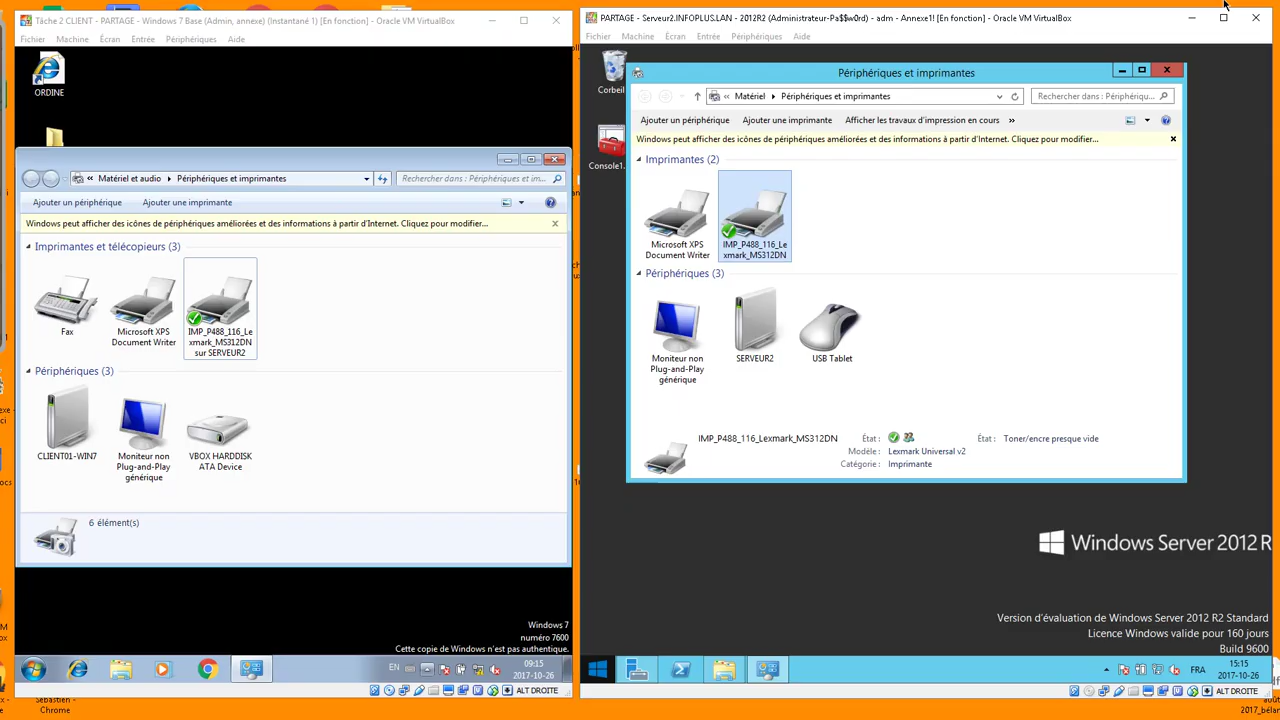 Tâche 2 CLIENT - PARTAGE - Windows 7 Base (Admin, annexe) (Instantané 1) [En fonction] - Oracle VM VirtualBox
Fichier Machine Écran Entrée Périphériques Aide
ORDINE
Matériel et audio Périphériques et imprimantes
Rechercher dans : Périphériques et im...
Ajouter un périphérique Ajouter une imprimante
Windows peut afficher des icônes de périphériques améliorées et des informations à partir d'Internet. Cliquez pour modifier...
Imprimantes et télécopieurs (3)
Fax
Microsoft XPS
Document Writer
IMP_P488_116_Le
xmark_MS312DN
sur SERVEUR2
Périphériques (3)
CLIENT01-WIN7
Moniteur non
Plug-and-Play
générique
VBOX HARDDISK
ATA Device
6 élément(s)
Windows 7
numéro 7600
Cette copie de Windows n'est pas authentique.
EN
09:15
2017-10-26
ALT DROITE
PARTAGE - Serveur2.INFOPLUS.LAN - 2012R2 (Administrateur-Pa$$w0rd) - adm - Annexe1! [En fonction] - Oracle VM VirtualBox
Fichier Machine Écran Entrée Périphériques Aide
Corbeil
Console1.
Périphériques et imprimantes
Matériel Périphériques et imprimantes
Rechercher dans : Périphériqu...
Ajouter un périphérique Ajouter une imprimante Afficher les travaux d'impression en cours »
Windows peut afficher des icônes de périphériques améliorées et des informations à partir d'Internet. Cliquez pour modifier...
Imprimantes (2)
Microsoft XPS
Document Writer
IMP_P488_116_Le
xmark_MS312DN
Périphériques (3)
Moniteur non
Plug-and-Play
générique
SERVEUR2
USB Tablet
IMP_P488_116_Lexmark_MS312DN
État :
État : Toner/encre presque vide
Modèle : Lexmark Universal v2
Catégorie : Imprimante
Windows Server 2012 R
Version d'évaluation de Windows Server 2012 R2 Standard
Licence Windows valide pour 160 jours
Build 9600
FRA
15:15
2017-10-26
ALT DROITE
Sébastien -
Chrome
2017_bélan